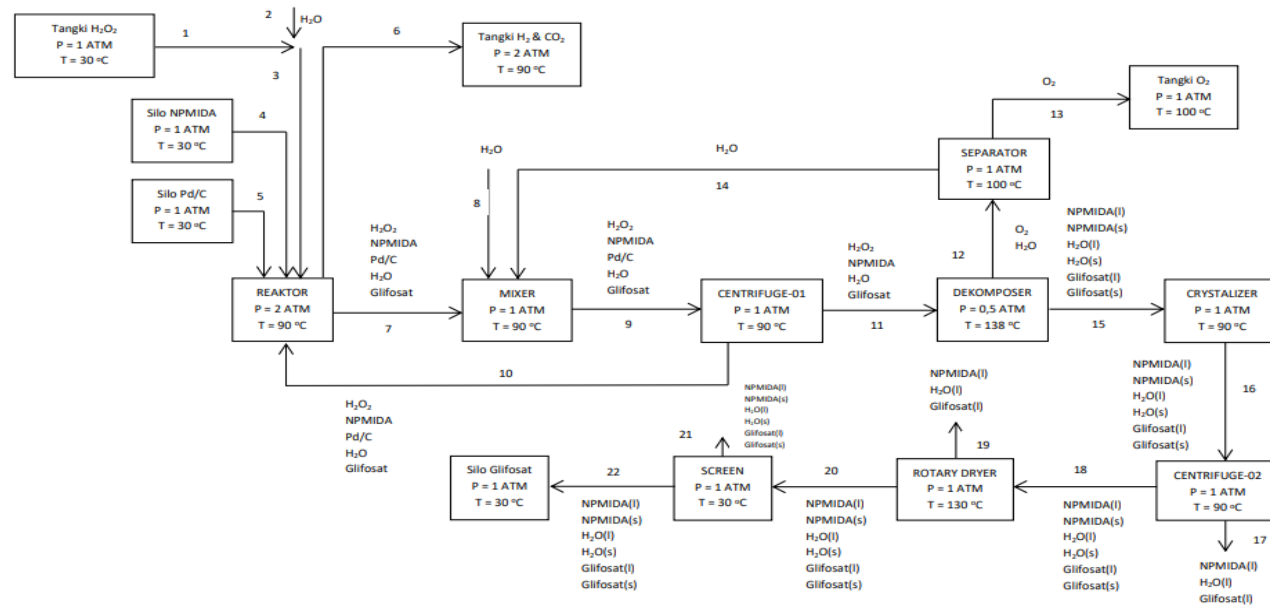 Tangki H₂O₂
P = 1 ATM
T = 30 ᵒC
1
2
H₂O
3
6
Tangki H₂ & CO₂
P = 2 ATM
T = 90 ᵒC
O₂
13
Tangki O₂
P = 1 ATM
T = 100 ᵒC
Silo NPMIDA
P = 1 ATM
T = 30 ᵒC
4
Silo Pd/C
P = 1 ATM
T = 30 ᵒC
5
H₂O
8
H₂O
14
SEPARATOR
P = 1 ATM
T = 100 ᵒC
REAKTOR
P = 2 ATM
T = 90 ᵒC
H₂O₂
NPMIDA
Pd/C
H₂O
Glifosat
7
MIXER
P = 1 ATM
T = 90 ᵒC
H₂O₂
NPMIDA
Pd/C
H₂O
Glifosat
9
CENTRIFUGE-01
P = 1 ATM
T = 90 ᵒC
H₂O₂
NPMIDA
H₂O
Glifosat
11
12
O₂
H₂O
DEKOMPOSER
P = 0,5 ATM
T = 138 ᵒC
NPMIDA(l)
NPMIDA(s)
H₂O(l)
H₂O(s)
Glifosat(l)
Glifosat(s)
15
CRYSTALIZER
P = 1 ATM
T = 90 ᵒC
10
H₂O₂
NPMIDA
Pd/C
H₂O
Glifosat
NPMIDA(l)
NPMIDA(s)
H₂O(l)
H₂O(s)
Glifosat(l)
Glifosat(s)
16
NPMIDA(l)
H₂O(l)
Glifosat(l)
19
NPMIDA(l)
NPMIDA(s)
H₂O(l)
H₂O(s)
Glifosat(l)
Glifosat(s)
21
Silo Glifosat
P = 1 ATM
T = 30 ᵒC
22
NPMIDA(l)
NPMIDA(s)
H₂O(l)
H₂O(s)
Glifosat(l)
Glifosat(s)
SCREEN
P = 1 ATM
T = 30 ᵒC
20
NPMIDA(l)
NPMIDA(s)
H₂O(l)
H₂O(s)
Glifosat(l)
Glifosat(s)
ROTARY DRYER
P = 1 ATM
T = 130 ᵒC
18
NPMIDA(l)
NPMIDA(s)
H₂O(l)
H₂O(s)
Glifosat(l)
Glifosat(s)
CENTRIFUGE-02
P = 1 ATM
T = 90 ᵒC
17
NPMIDA(l)
H₂O(l)
Glifosat(l)